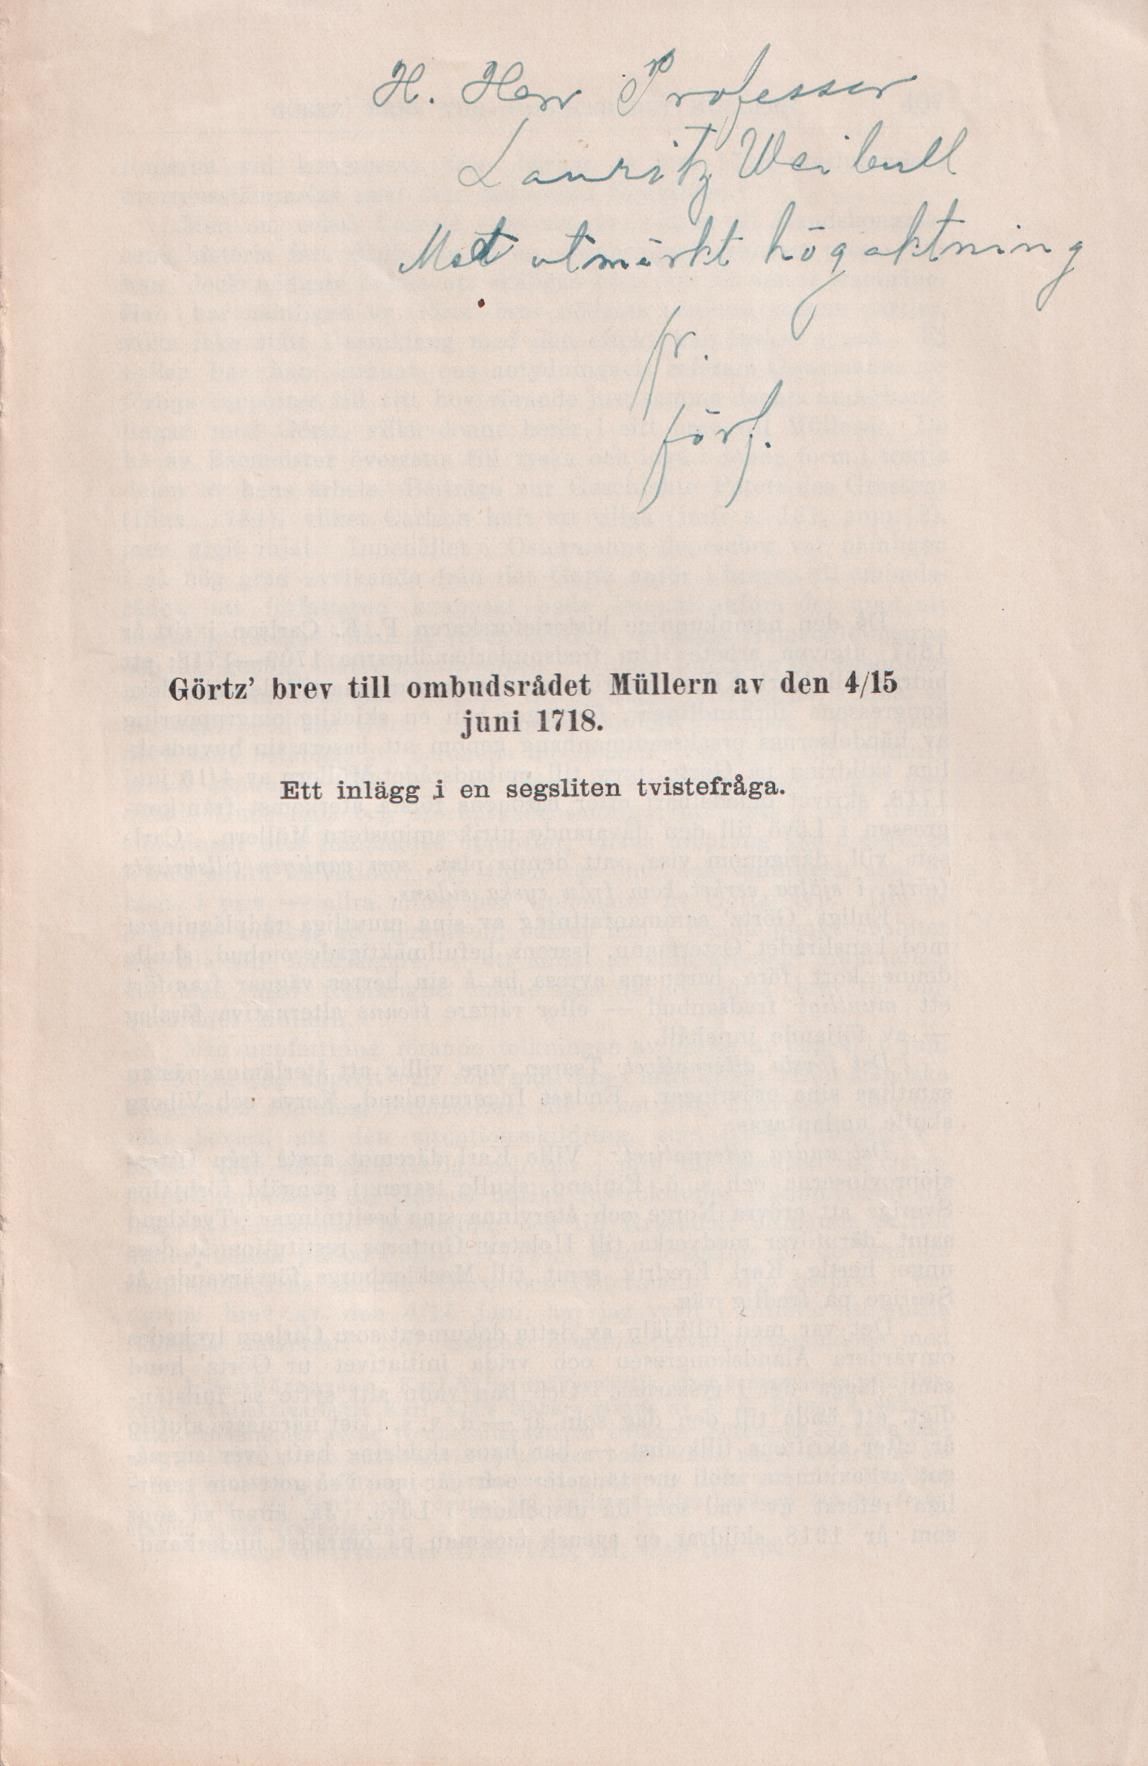 H. Herr Professor
Lauritz Weibull
Med utmärkt högaktning
fr.
förf.
Görtz' brev till ombudsrådet Müllern av den 4/15
juni 1718.
Ett inlägg i en segsliten tvistefråga.